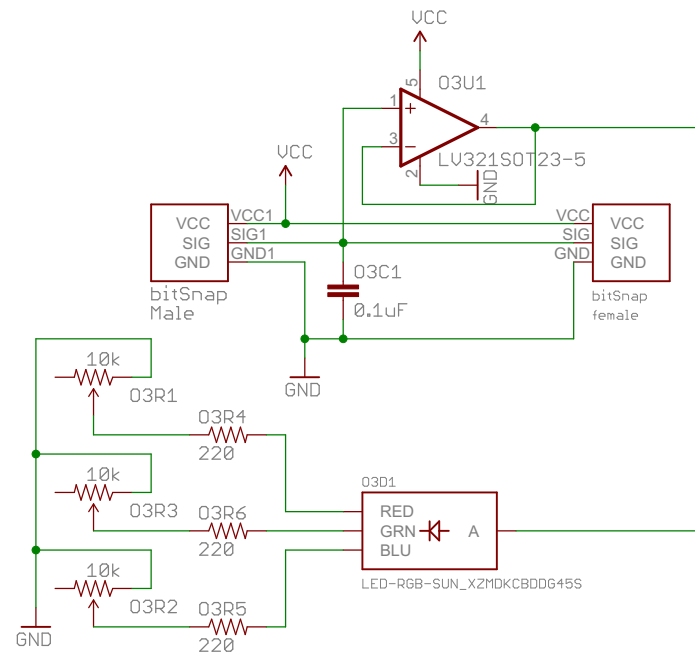 VCC
5
O3U1
1
+
4
3
-
LV321SOT23-5
2
GND
VCC
VCC VCC1
SIG SIG1
GND GND1
bitSnap
Male
VCC VCC
SIG SIG
GND GND
bitSnap
female
O3C1
0.1uF
GND
10k
O3R1
O3R4
220
10k
O3R3
O3R6
220
10k
O3R2
O3R5
220
GND
O3D1
RED
GRN A
BLU
LED-RGB-SUN_XZMDKCBDDG45S